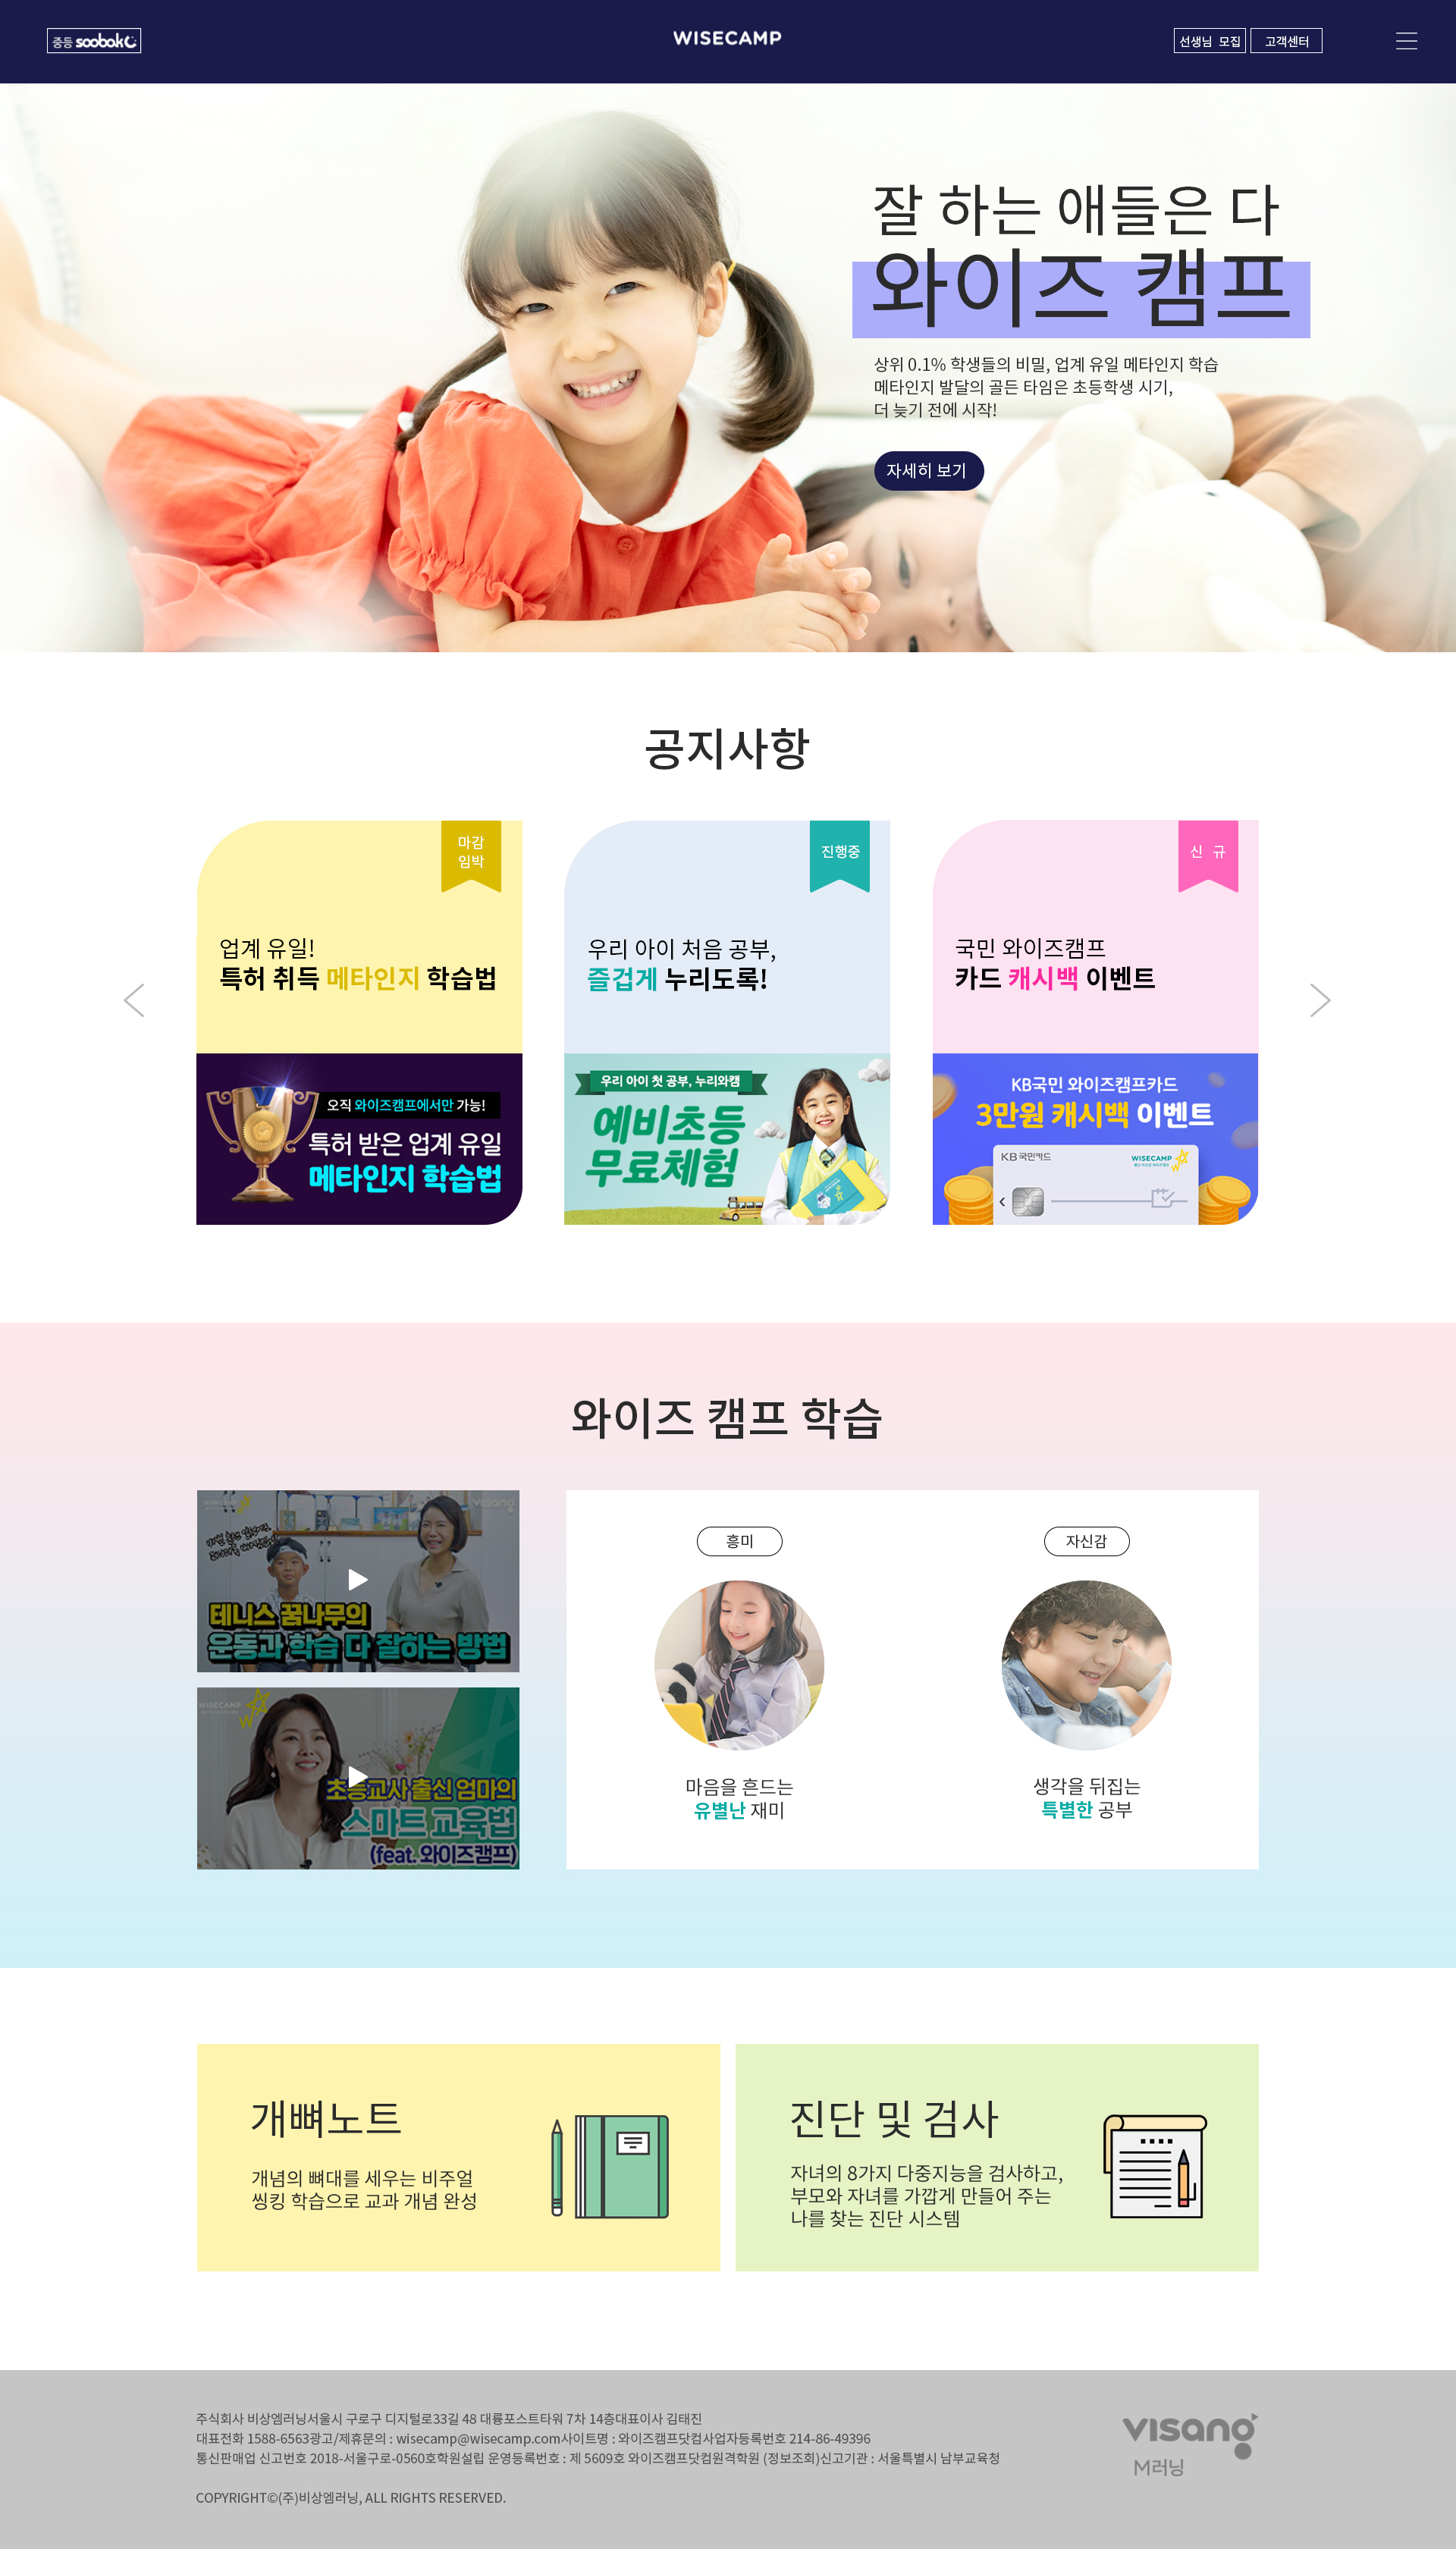 중등 soobok
WISECAMP
선생님 모집
고객센터
잘 하는 애들은 다
와이즈 캠프
상위 0.1% 학생들의 비밀, 업계 유일 메타인지 학습
메타인지 발달의 골든 타임은 초등학생 시기,
더 늦기 전에 시작!
자세히 보기
공지사항
마감
임박
업계 유일!
특허 취득 메타인지 학습법
오직 와이즈캠프에서만 가능!
특허 받은 업계 유일
메타인지 학습법
진행중
우리 아이 처음 공부,
즐겁게 누리도록!
우리 아이 첫 공부, 누리와캠
예비초등
무료체험
신 규
국민 와이즈캠프
카드 캐시백 이벤트
KB국민 와이즈캠프카드
3만원 캐시백 이벤트
KB 국민카드
WISECAMP
와이즈 캠프 학습
WISECAMP
visang
테니스 꿈나무의
운동과 학습 다 잘하는 방법
WISECAMP
초등교사 출신 엄마의
스마트 교육법
(feat. 와이즈캠프)
흥미
마음을 흔드는
유별난 재미
자신감
생각을 뒤집는
특별한 공부
개뼈노트
개념의 뼈대를 세우는 비주얼
씽킹 학습으로 교과 개념 완성
진단 및 검사
자녀의 8가지 다중지능을 검사하고,
부모와 자녀를 가깝게 만들어 주는
나를 찾는 진단 시스템
주식회사 비상엠러닝서울시 구로구 디지털로33길 48 대륭포스트타워 7차 14층대표이사 김태진
대표전화 1588-6563광고/제휴문의 : wisecamp@wisecamp.com사이트명 : 와이즈캠프닷컴사업자등록번호 214-86-49396
통신판매업 신고번호 2018-서울구로-0560호학원설립 운영등록번호 : 제 5609호 와이즈캠프닷컴원격학원 (정보조회)신고기관 : 서울특별시 남부교육청
COPYRIGHT©(주)비상엠러닝, ALL RIGHTS RESERVED.
visang
M러닝